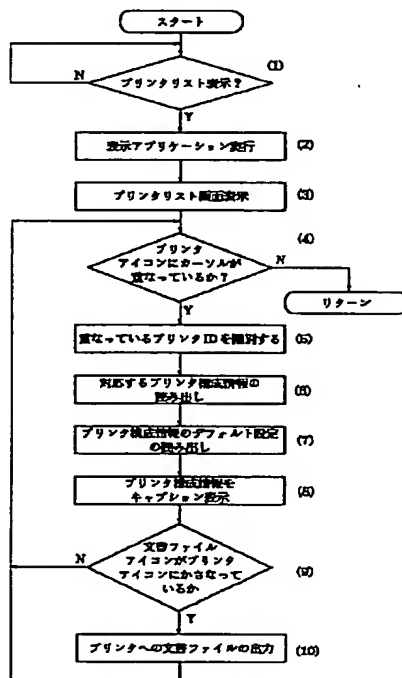 スタート
プリンタリスト表示?
(1)
N
Y
表示アプリケーション実行
(2)
プリンタリスト画面表示
(3)
プリンタ
アイコンにカーソルが
重なっているか?
(4)
N
Y
リターン
重なっているプリンタIDを識別する
(5)
対応するプリンタ構成情報の
読み出し
(6)
プリンタ構成情報のデフォルト設定
の読み出し
(7)
プリンタ構成情報を
キャプション表示
(8)
文書ファイル
アイコンがプリンタ
アイコンにかさなって
いるか
(9)
N
Y
プリンタへの文書ファイルの出力
(10)